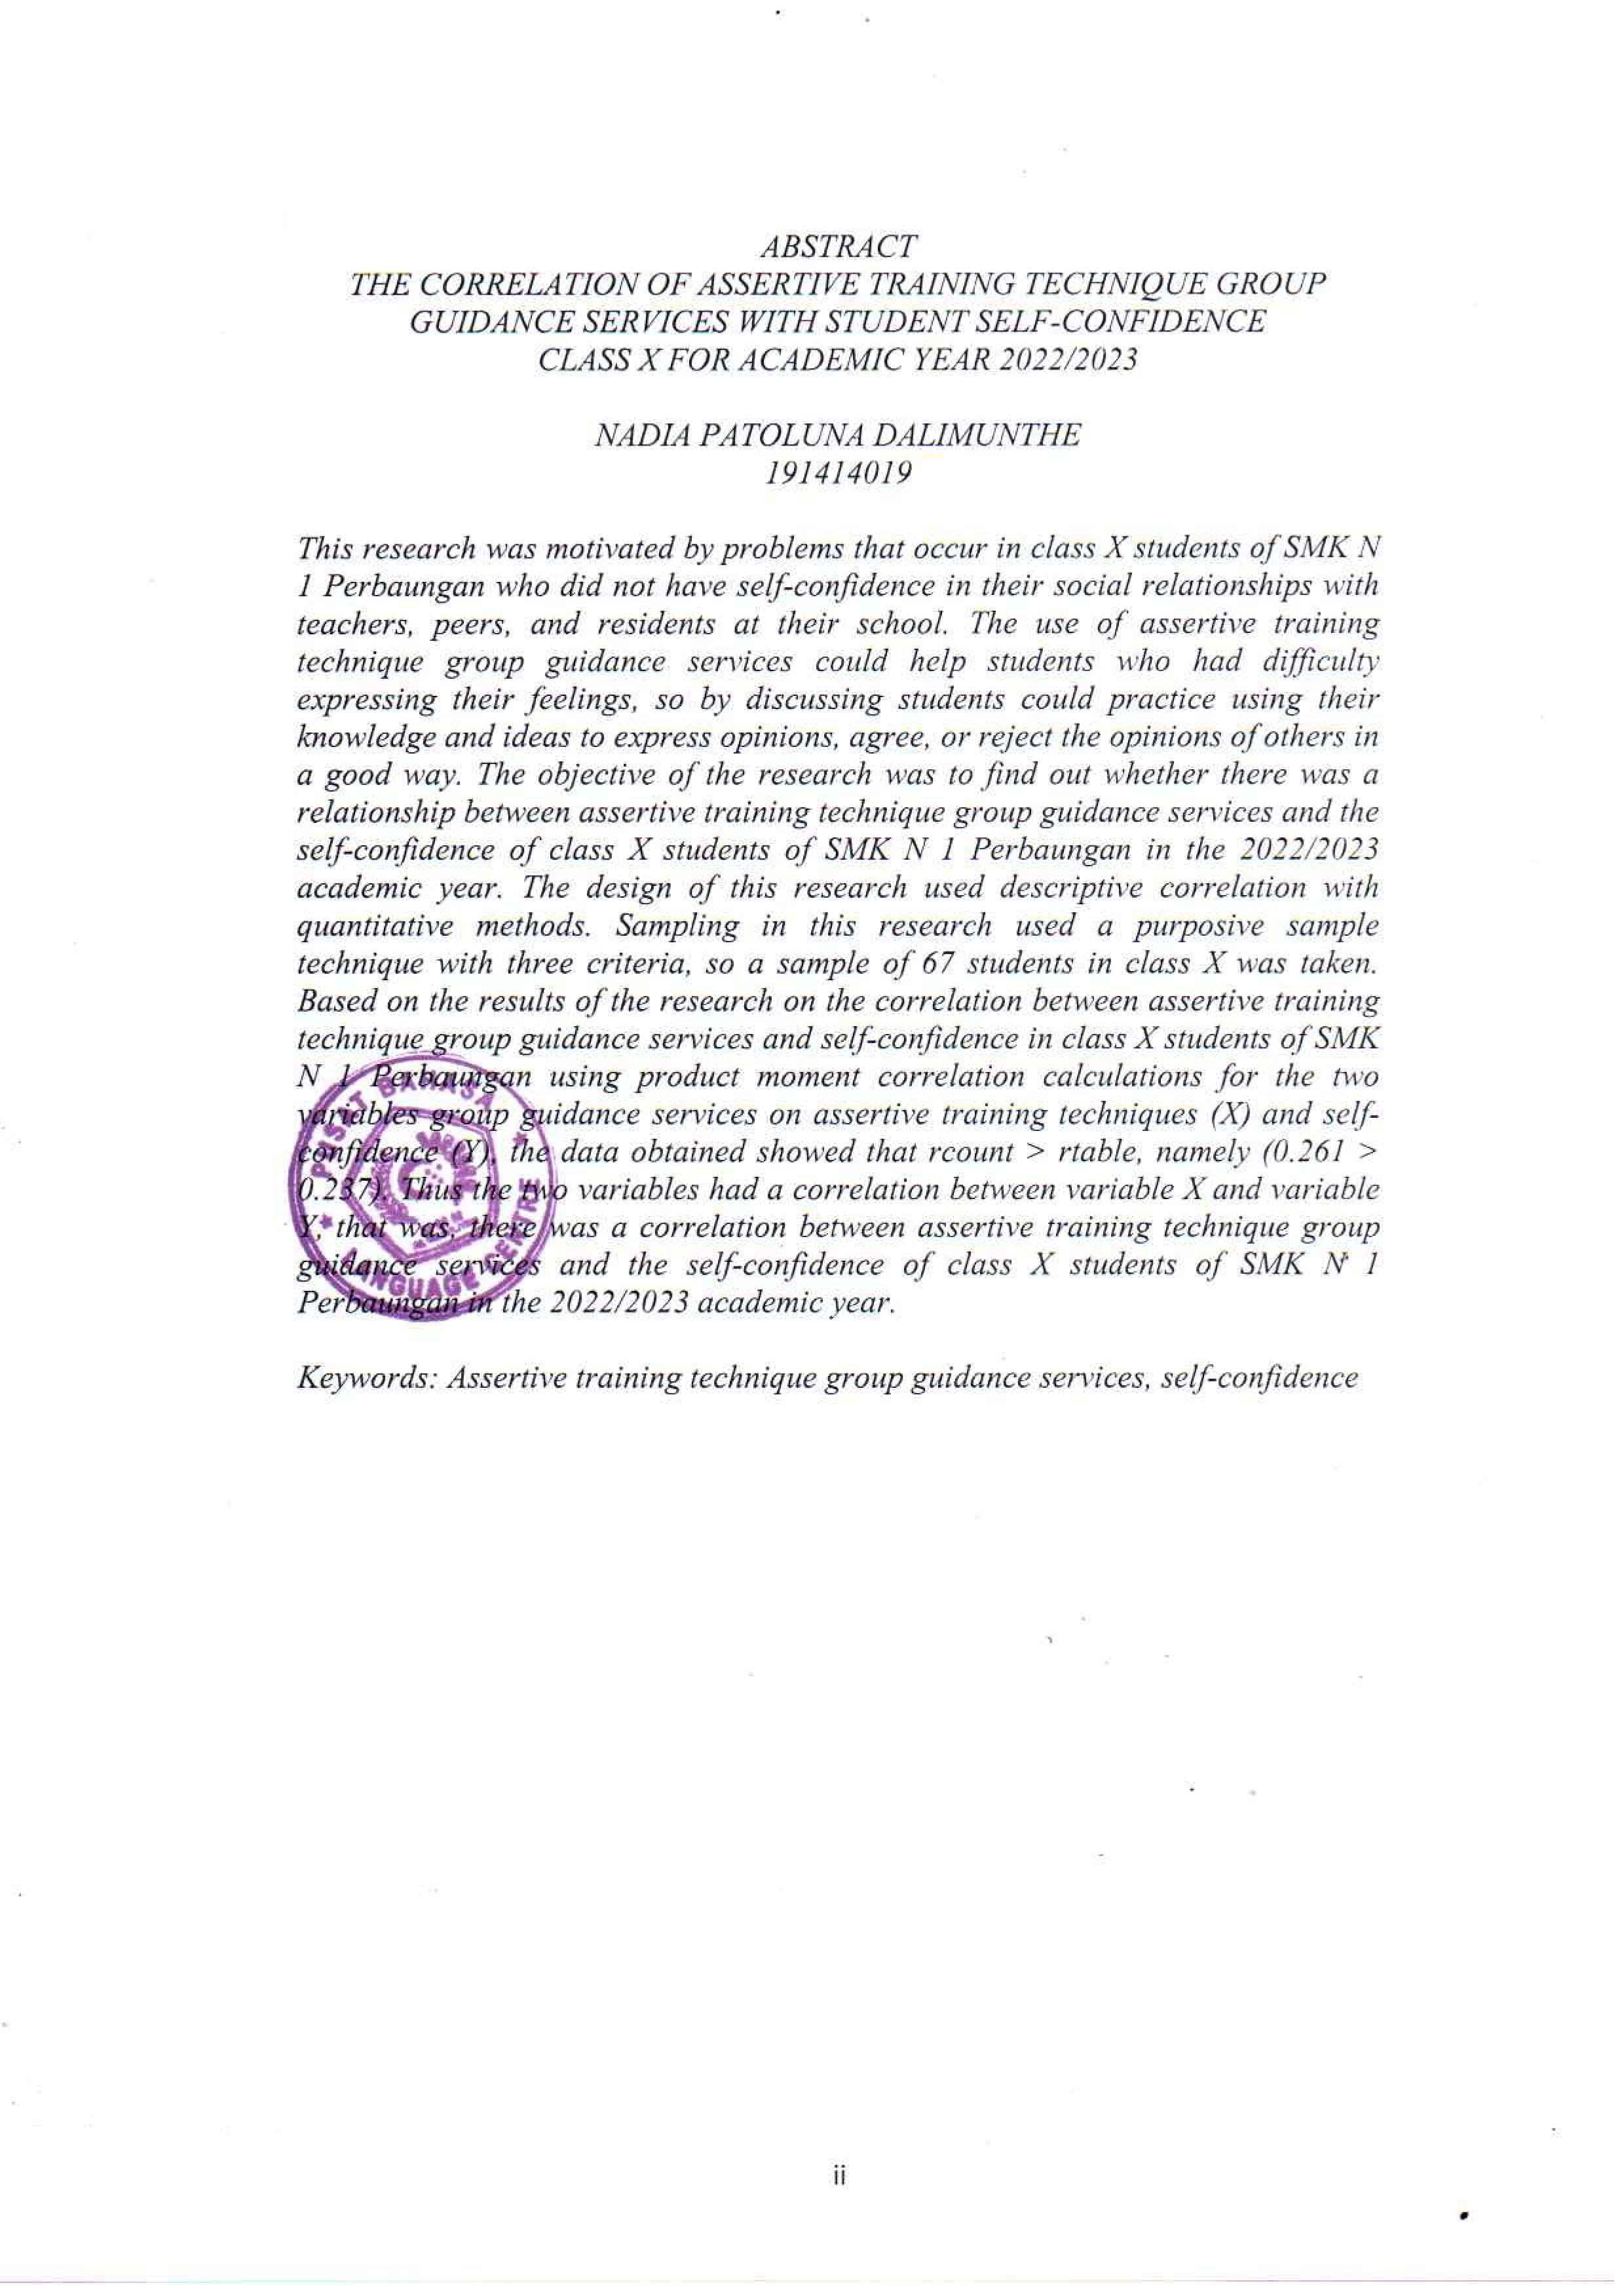 ABSTRACT
THE CORRELATION OF ASSERTIVE TRAINING TECHNIQUE GROUP
GUIDANCE SERVICES WITH STUDENT SELF-CONFIDENCE
CLASS X FOR ACADEMIC YEAR 2022/2023
NADIA PATOLUNA DALIMUNTHE
191414019
This research was motivated by problems that occur in class X students of SMK N
1 Perbaungan who did not have self-confidence in their social relationships with
teachers, peers, and residents at their school. The use of assertive training
technique group guidance services could help students who had difficulty
expressing their feelings, so by discussing students could practice using their
knowledge and ideas to express opinions, agree, or reject the opinions of others in
a good way. The objective of the research was to find out whether there was a
relationship between assertive training technique group guidance services and the
self-confidence of class X students of SMK N 1 Perbaungan in the 2022/2023
academic year. The design of this research used descriptive correlation with
quantitative methods. Sampling in this research used a purposive sample
technique with three criteria, so a sample of 67 students in class X was taken.
Based on the results of the research on the correlation between assertive training
technique group guidance services and self-confidence in class X students of SMK
N 1 Perbaungan using product moment correlation calculations for the two
variables group guidance services on assertive training techniques (X) and self-
confidence (Y), the data obtained showed that rcount > rtable, namely (0.261 >
0.237). Thus the two variables had a correlation between variable X and variable
Y, that was, there was a correlation between assertive training technique group
guidance services and the self-confidence of class X students of SMK N 1
Perbaungan in the 2022/2023 academic year.
PUSAT BAHASA
LANGUAGE CENTRE
Keywords: Assertive training technique group guidance services, self-confidence
ii